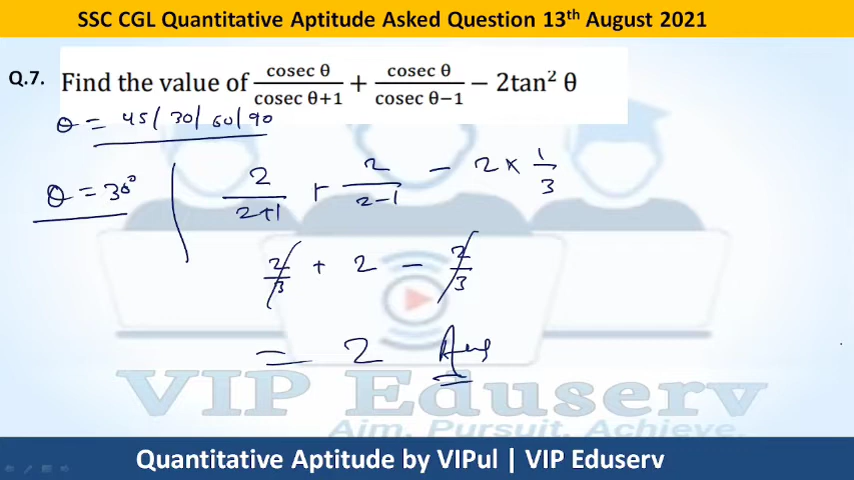 SSC CGL Quantitative Aptitude Asked Question 13th August 2021
Q.7. Find the value of cosec θ/cosec θ+1 + cosec θ/cosec θ−1 − 2tan² θ
θ = 45/ 30/ 60/ 90
θ = 30° | 2/2+1 + 2/2−1 − 2 × 1/3
2/3 + 2 − 2/3
= 2 Ans
VIP Eduserv
Aim. Pursuit. Achieve.
Quantitative Aptitude by VIPul | VIP Eduserv